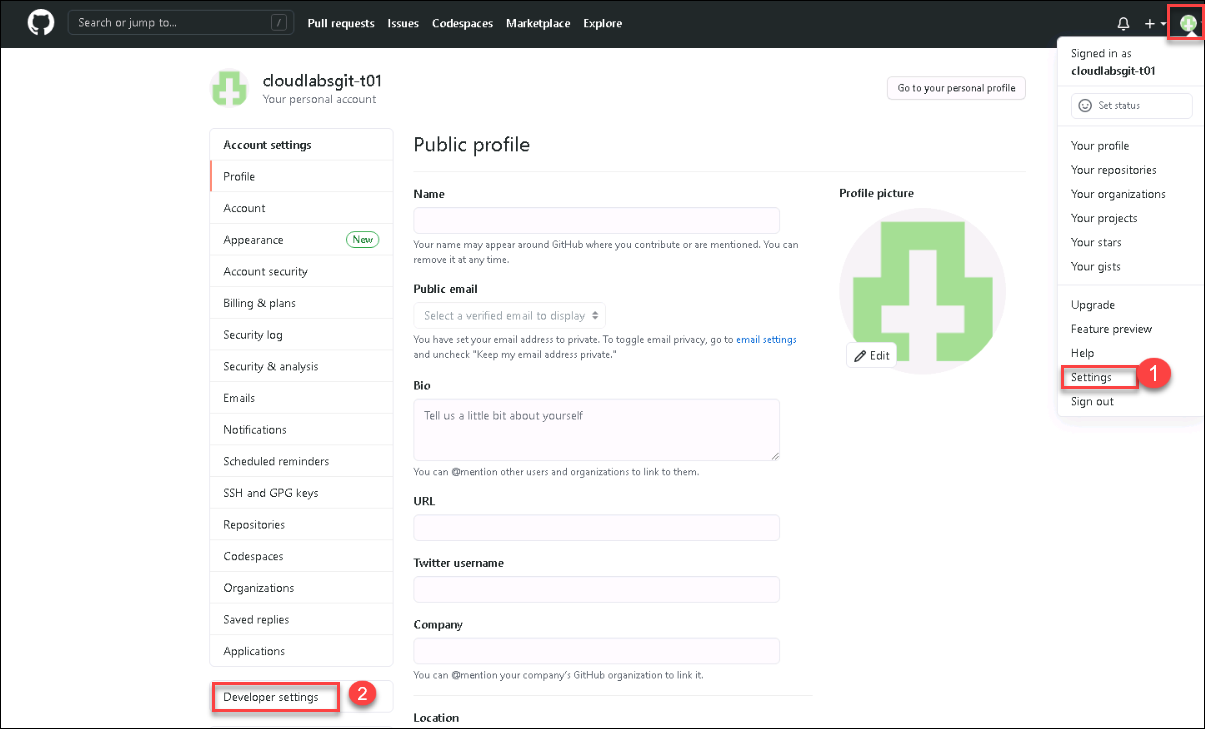 Search or jump to...
/
Pull requests
Issues
Codespaces
Marketplace
Explore
Signed in as
cloudlabsgit-t01
Set status
Your profile
Your repositories
Your organizations
Your projects
Your stars
Your gists
Upgrade
Feature preview
Help
Settings
1
Sign out
cloudlabsgit-t01
Your personal account
Go to your personal profile
Account settings
Profile
Account
Appearance
New
Account security
Billing & plans
Security log
Security & analysis
Emails
Notifications
Scheduled reminders
SSH and GPG keys
Repositories
Codespaces
Organizations
Saved replies
Applications
Developer settings
2
Public profile
Name
Your name may appear around GitHub where you contribute or are mentioned. You can
remove it at any time.
Public email
Select a verified email to display
You have set your email address to private. To toggle email privacy, go to email settings
and uncheck "Keep my email address private."
Bio
Tell us a little bit about yourself
You can @mention other users and organizations to link to them.
URL
Twitter username
Company
You can @mention your company's GitHub organization to link it.
Location
Profile picture
Edit